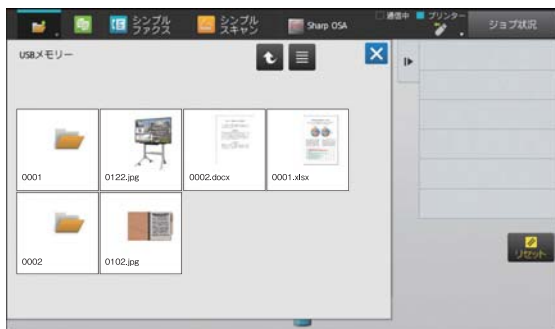 シンプル
ファクス
シンプル
スキャン
Sharp OSA
通信中
プリンター
ジョブ状況
USBメモリー
0001
0122.jpg
0002.docx
0001.xlsx
0002
0102.jpg
リセット